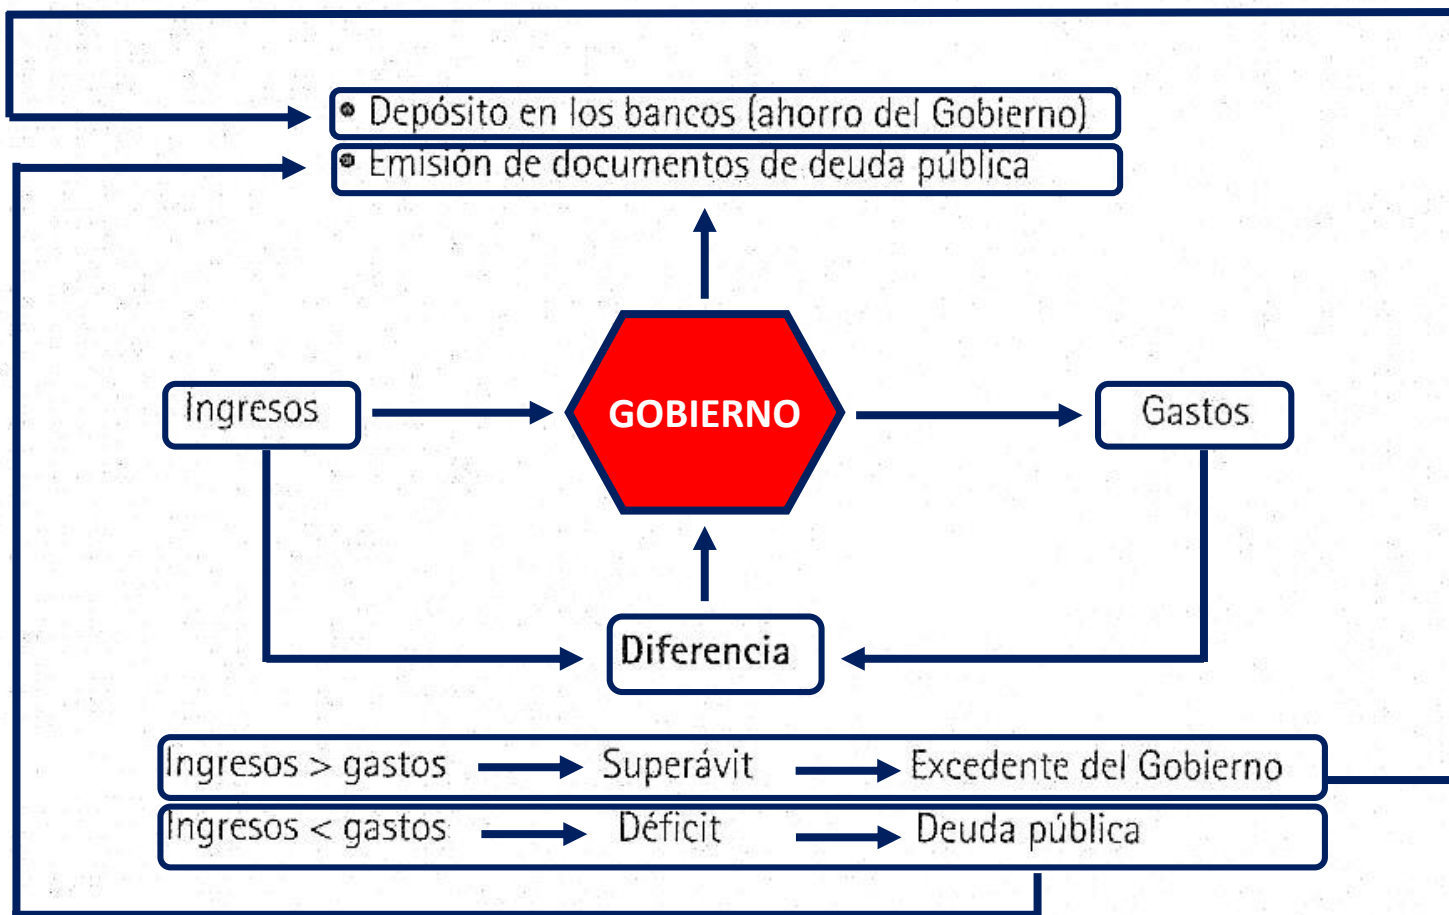 • Depósito en los bancos (ahorro del Gobierno)
• Emisión de documentos de deuda pública
Ingresos
GOBIERNO
Gastos
Diferencia
Ingresos > gastos Superávit Excedente del Gobierno
Ingresos < gastos Déficit Deuda pública